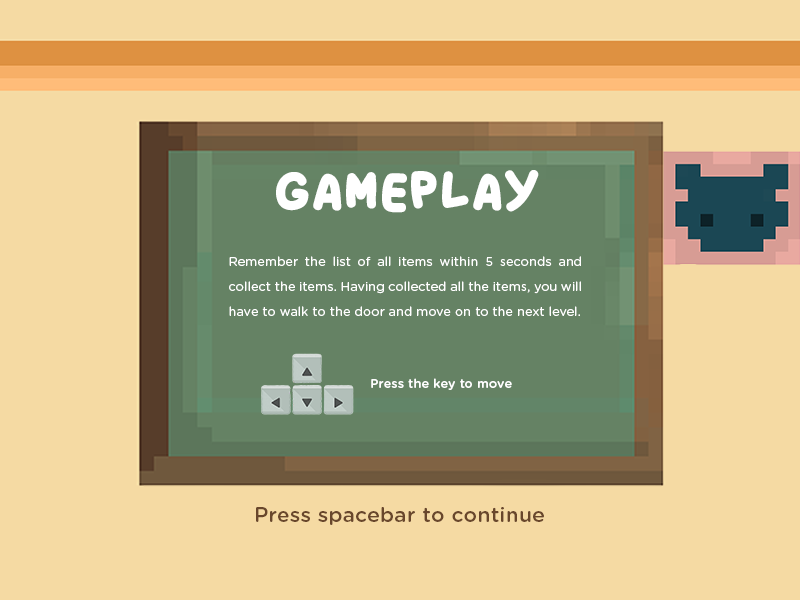 GAMEPLAY
Remember the list of all items within 5 seconds and
collect the items. Having collected all the items, you will
have to walk to the door and move on to the next level.
Press the key to move
Press spacebar to continue